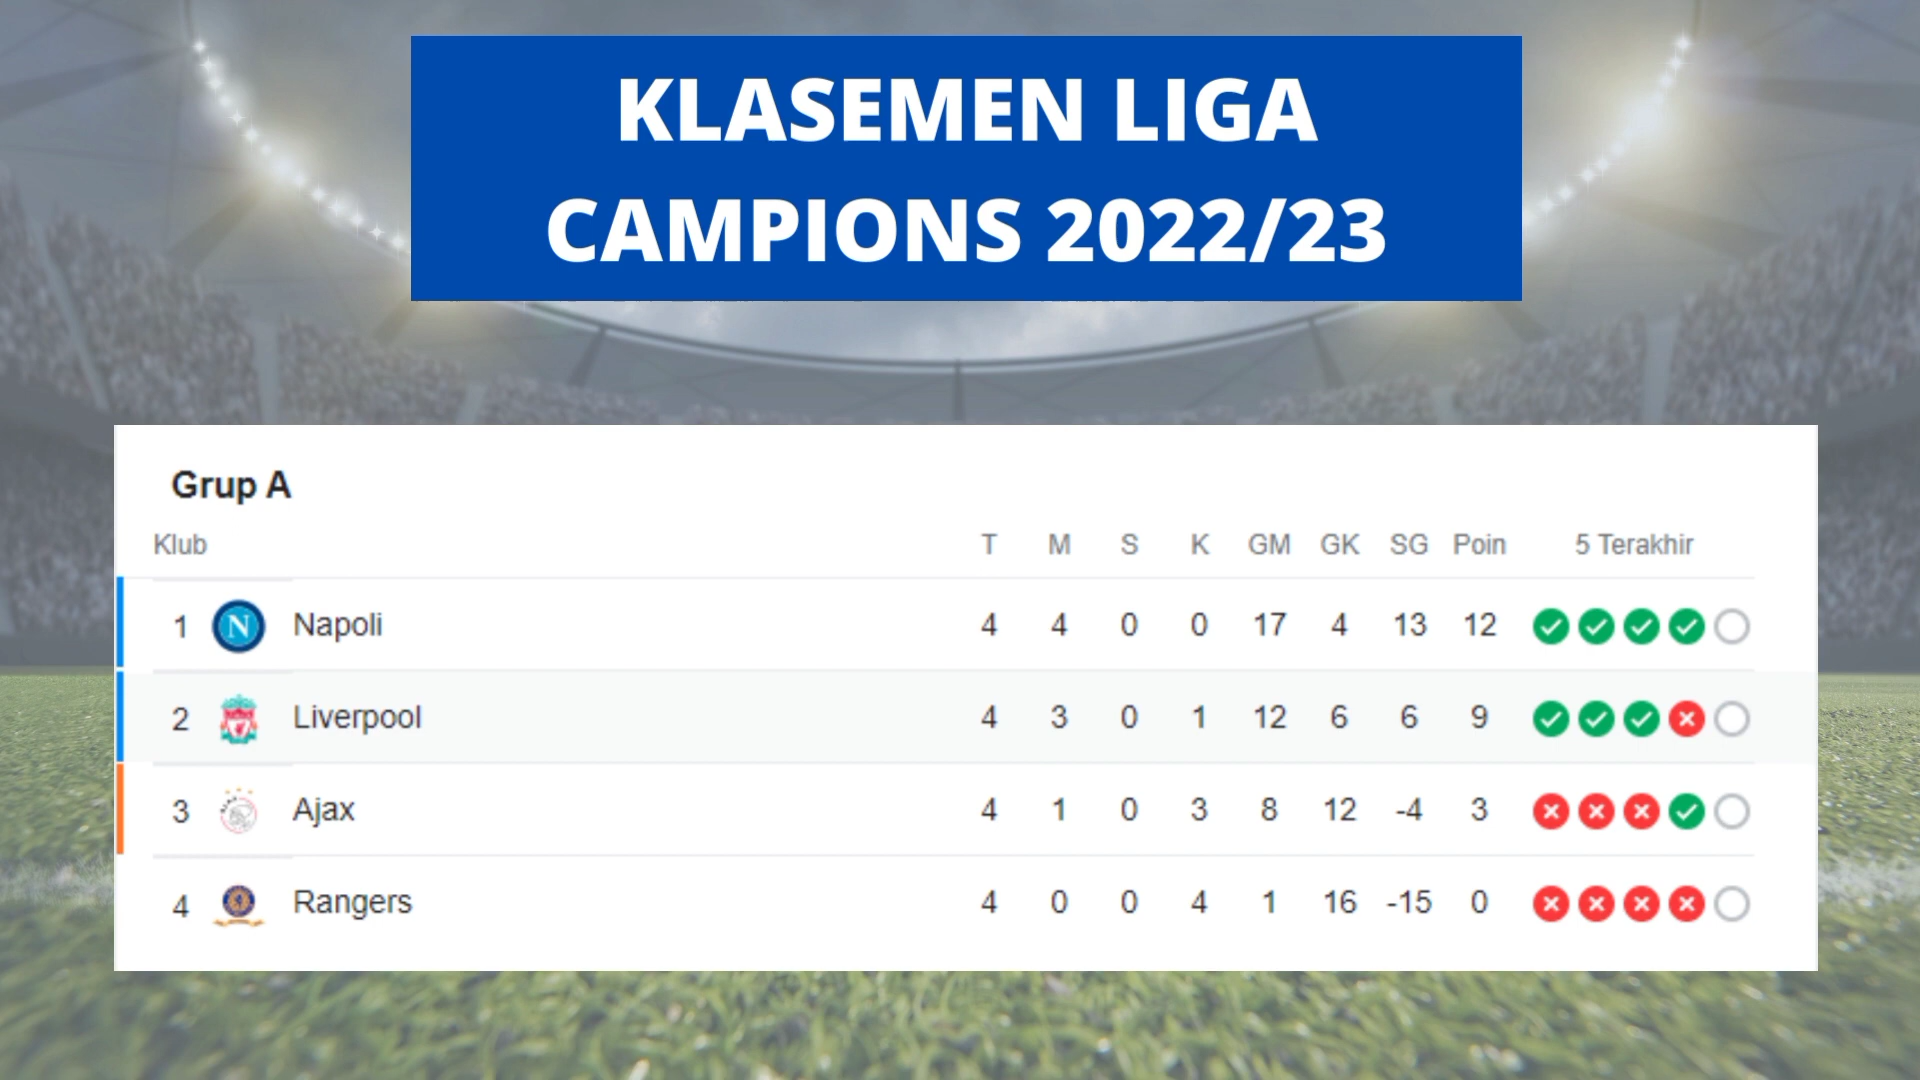 KLASEMEN LIGA
CAMPIONS 2022/23
Grup A
Klub T M S K GM GK SG Poin 5 Terakhir
1 N Napoli 4 4 0 0 17 4 13 12
2 Liverpool 4 3 0 1 12 6 6 9
3 Ajax 4 1 0 3 8 12 -4 3
4 Rangers 4 0 0 4 1 16 -15 0